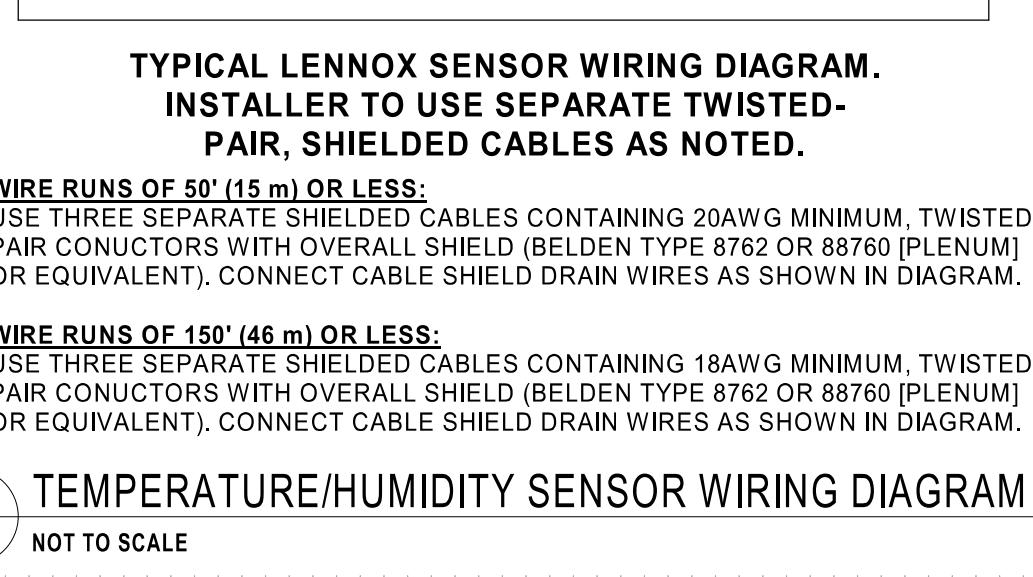 TYPICAL LENNOX SENSOR WIRING DIAGRAM.
INSTALLER TO USE SEPARATE TWISTED-
PAIR, SHIELDED CABLES AS NOTED.
WIRE RUNS OF 50' (15 m) OR LESS:
USE THREE SEPARATE SHIELDED CABLES CONTAINING 20AWG MINIMUM, TWISTED
PAIR CONUCTORS WITH OVERALL SHIELD (BELDEN TYPE 8762 OR 88760 [PLENUM]
OR EQUIVALENT). CONNECT CABLE SHIELD DRAIN WIRES AS SHOWN IN DIAGRAM.
WIRE RUNS OF 150' (46 m) OR LESS:
USE THREE SEPARATE SHIELDED CABLES CONTAINING 18AWG MINIMUM, TWISTED
PAIR CONUCTORS WITH OVERALL SHIELD (BELDEN TYPE 8762 OR 88760 [PLENUM]
OR EQUIVALENT). CONNECT CABLE SHIELD DRAIN WIRES AS SHOWN IN DIAGRAM.
TEMPERATURE/HUMIDITY SENSOR WIRING DIAGRAM
NOT TO SCALE